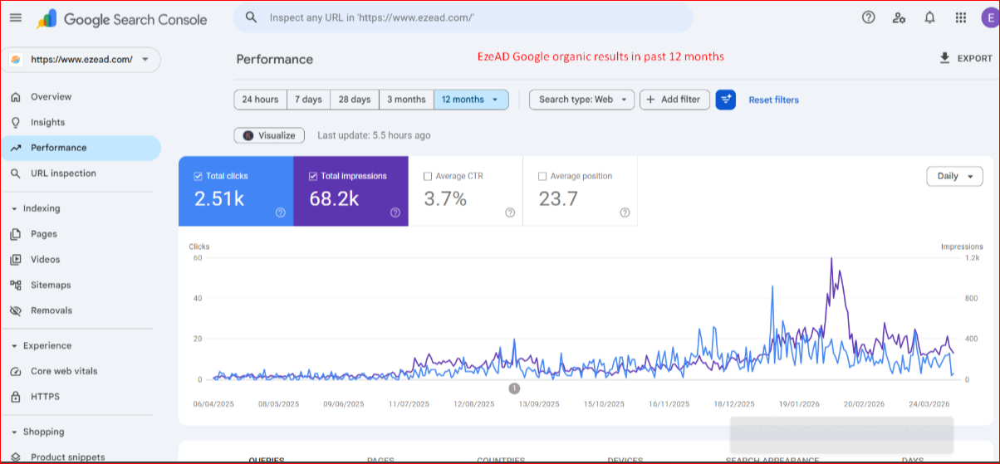 Google Search Console
Inspect any URL in 'https://www.ezead.com/'
E
https://www.ezead.com/
Performance
EzeAD Google organic results in past 12 months
EXPORT
Overview
Insights
Performance
URL inspection
Indexing
Pages
Videos
Sitemaps
Removals
Experience
Core web vitals
HTTPS
Shopping
Product snippets
24 hours
7 days
28 days
3 months
12 months
Search type: Web
Add filter
Reset filters
Visualize
Last update: 5.5 hours ago
Total clicks
2.51k
Total impressions
68.2k
Average CTR
3.7%
Average position
23.7
Daily
Clicks
Impressions
60
40
20
0
1.2k
800
400
0
1
06/04/2025
08/05/2025
09/06/2025
11/07/2025
12/08/2025
13/09/2025
15/10/2025
16/11/2025
18/12/2025
19/01/2026
20/02/2026
24/03/2026
QUERIES
PAGES
COUNTRIES
DEVICES
SEARCH APPEARANCE
DAYS